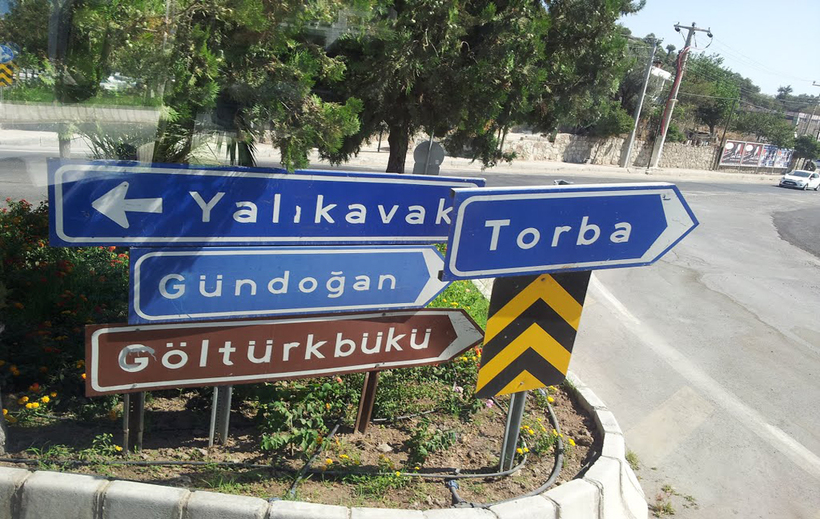 Yalıkavak
Torba
Gündoğan
Göltürkbükü